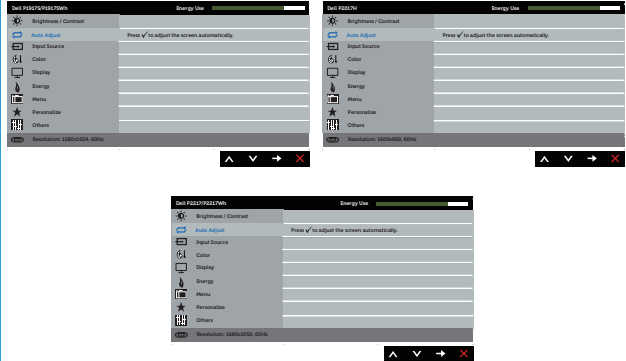 Dell P1917S/P1917SWh Energy Use
Brightness / Contrast
Auto Adjust Press ✓ to adjust the screen automatically.
Input Source
Color
Display
Energy
Menu
Personalize
Others
Resolution: 1280x1024, 60Hz
Dell P2017H Energy Use
Brightness / Contrast
Auto Adjust Press ✓ to adjust the screen automatically.
Input Source
Color
Display
Energy
Menu
Personalize
Others
Resolution: 1600x900, 60Hz
Dell P2217/P2217Wh Energy Use
Brightness / Contrast
Auto Adjust Press ✓ to adjust the screen automatically.
Input Source
Color
Display
Energy
Menu
Personalize
Others
Resolution: 1680x1050, 60Hz